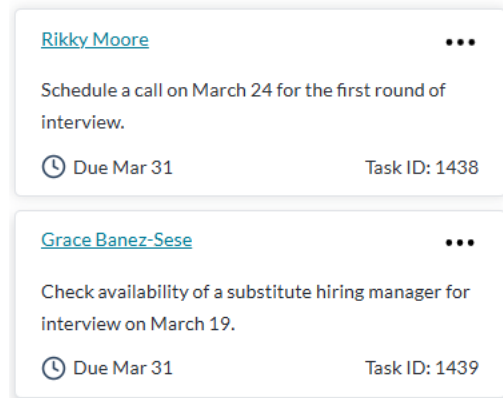 Rikky Moore
Schedule a call on March 24 for the first round of
interview.
Due Mar 31 Task ID: 1438
Grace Banez-Sese
Check availability of a substitute hiring manager for
interview on March 19.
Due Mar 31 Task ID: 1439